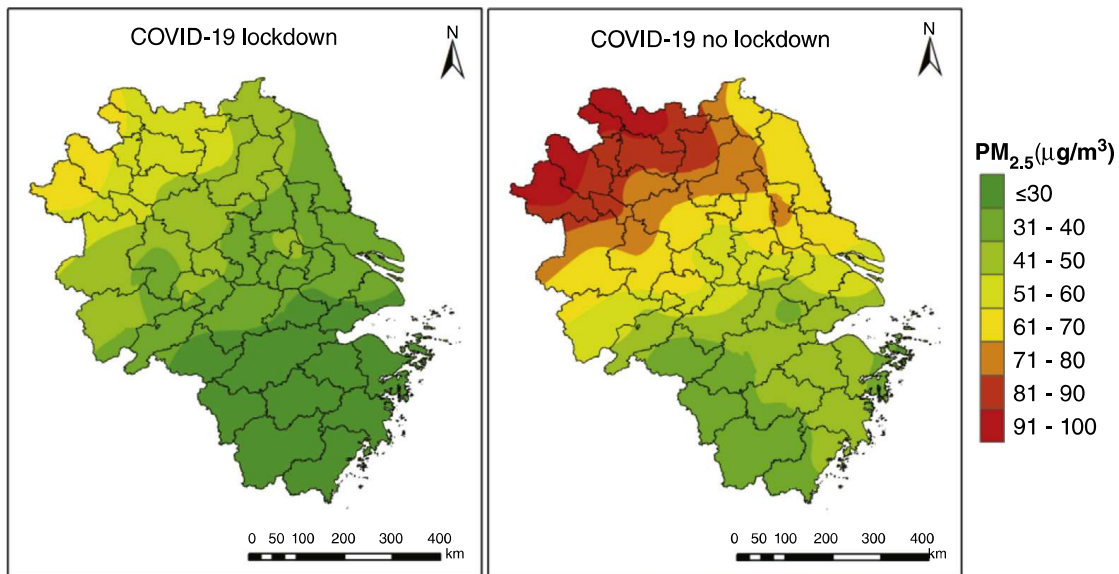 COVID-19 lockdown
N
0 50 100 200 300 400
km
COVID-19 no lockdown
N
0 50 100 200 300 400
km
PM2.5(μg/m³)
≤30
31 - 40
41 - 50
51 - 60
61 - 70
71 - 80
81 - 90
91 - 100